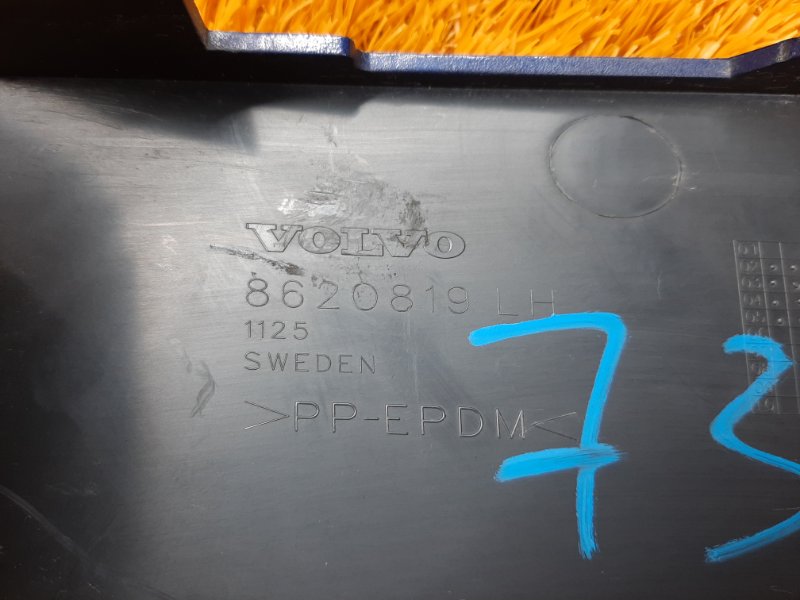 VOLVO
8620819 LH
1125
SWEDEN
>PP-EPDM<
73